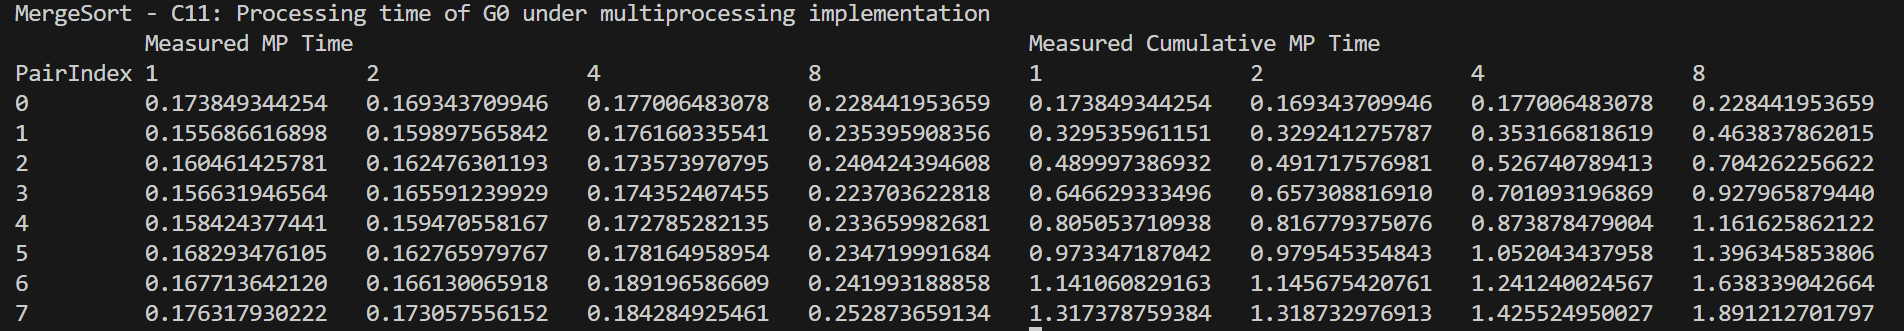 MergeSort - C11: Processing time of G0 under multiprocessing implementation
Measured MP Time Measured Cumulative MP Time
PairIndex 1 2 4 8 1 2 4 8
0 0.173849344254 0.169343709946 0.177006483078 0.228441953659 0.173849344254 0.169343709946 0.177006483078 0.228441953659
1 0.155686616898 0.159897565842 0.176160335541 0.235395908356 0.329535961151 0.329241275787 0.353166818619 0.463837862015
2 0.160461425781 0.162476301193 0.173573970795 0.240424394608 0.489997386932 0.491717576981 0.526740789413 0.704262256622
3 0.156631946564 0.165591239929 0.174352407455 0.223703622818 0.646629333496 0.657308816910 0.701093196869 0.927965879440
4 0.158424377441 0.159470558167 0.172785282135 0.233659982681 0.805053710938 0.816779375076 0.873878479004 1.161625862122
5 0.168293476105 0.162765979767 0.178164958954 0.234719991684 0.973347187042 0.979545354843 1.052043437958 1.396345853806
6 0.167713642120 0.166130065918 0.189196586609 0.241993188858 1.141060829163 1.145675420761 1.241240024567 1.638339042664
7 0.176317930222 0.173057556152 0.184284925461 0.252873659134 1.317378759384 1.318732976913 1.425524950027 1.891212701797